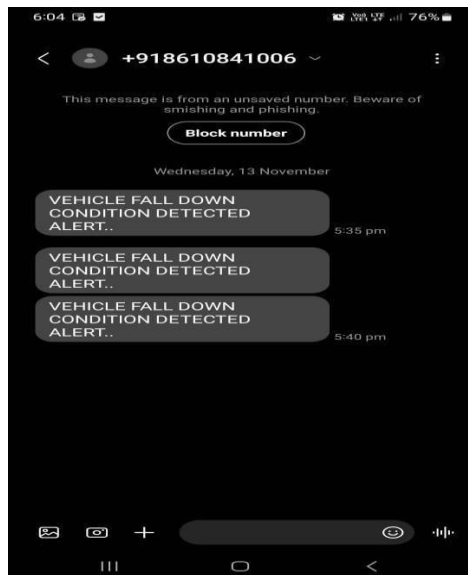 6:04 76%
+918610841006
This message is from an unsaved number. Beware of
smishing and phishing.
Block number
Wednesday, 13 November
VEHICLE FALL DOWN
CONDITION DETECTED
ALERT..
5:35 pm
VEHICLE FALL DOWN
CONDITION DETECTED
ALERT..
VEHICLE FALL DOWN
CONDITION DETECTED
ALERT..
5:40 pm